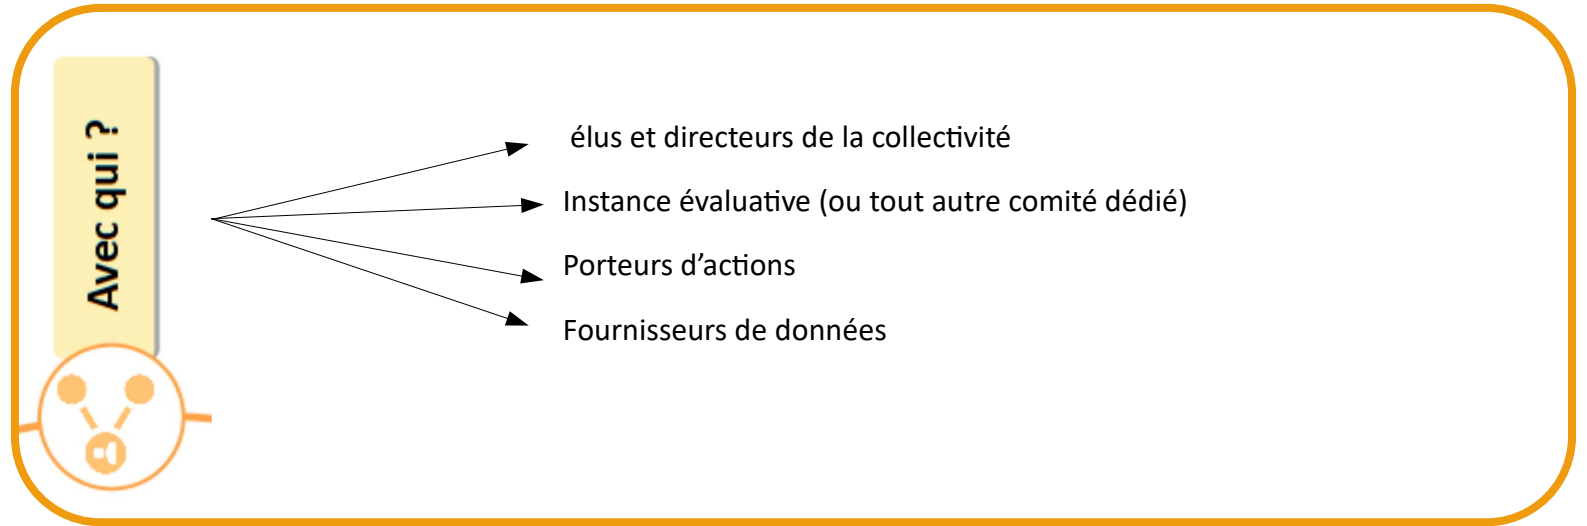 Avec qui ?
élus et directeurs de la collectivité
Instance évaluative (ou tout autre comité dédié)
Porteurs d’actions
Fournisseurs de données